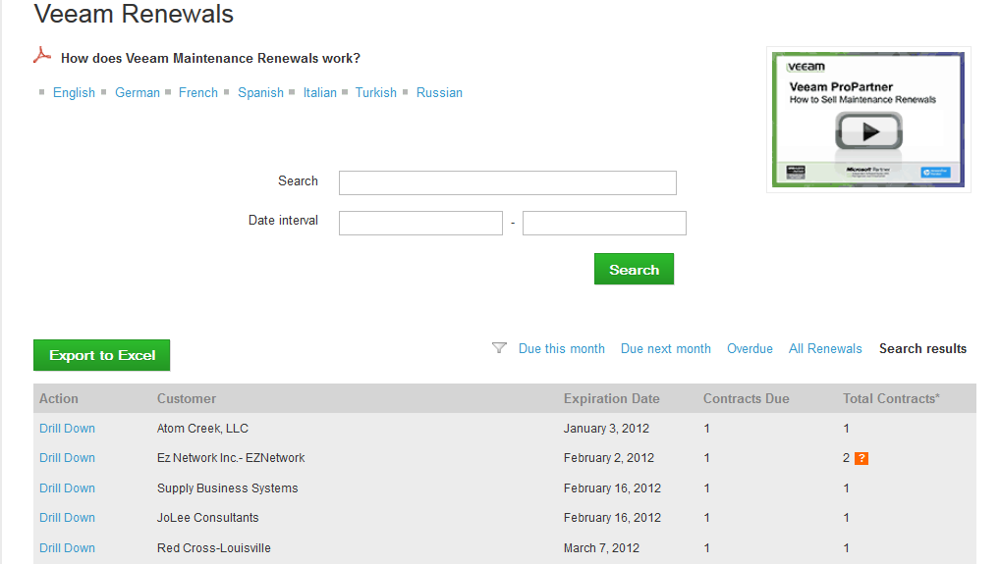 Veeam Renewals
How does Veeam Maintenance Renewals work?
English German French Spanish Italian Turkish Russian
veeam
Veeam ProPartner
How to Sell Maintenance Renewals
Microsoft Partner
Search
Date interval -
Search
Export to Excel
Due this month Due next month Overdue All Renewals Search results
Action Customer Expiration Date Contracts Due Total Contracts*
Drill Down Atom Creek, LLC January 3, 2012 1 1
Drill Down Ez Network Inc.- EZNetwork February 2, 2012 1 2 ?
Drill Down Supply Business Systems February 16, 2012 1 1
Drill Down JoLee Consultants February 16, 2012 1 1
Drill Down Red Cross-Louisville March 7, 2012 1 1